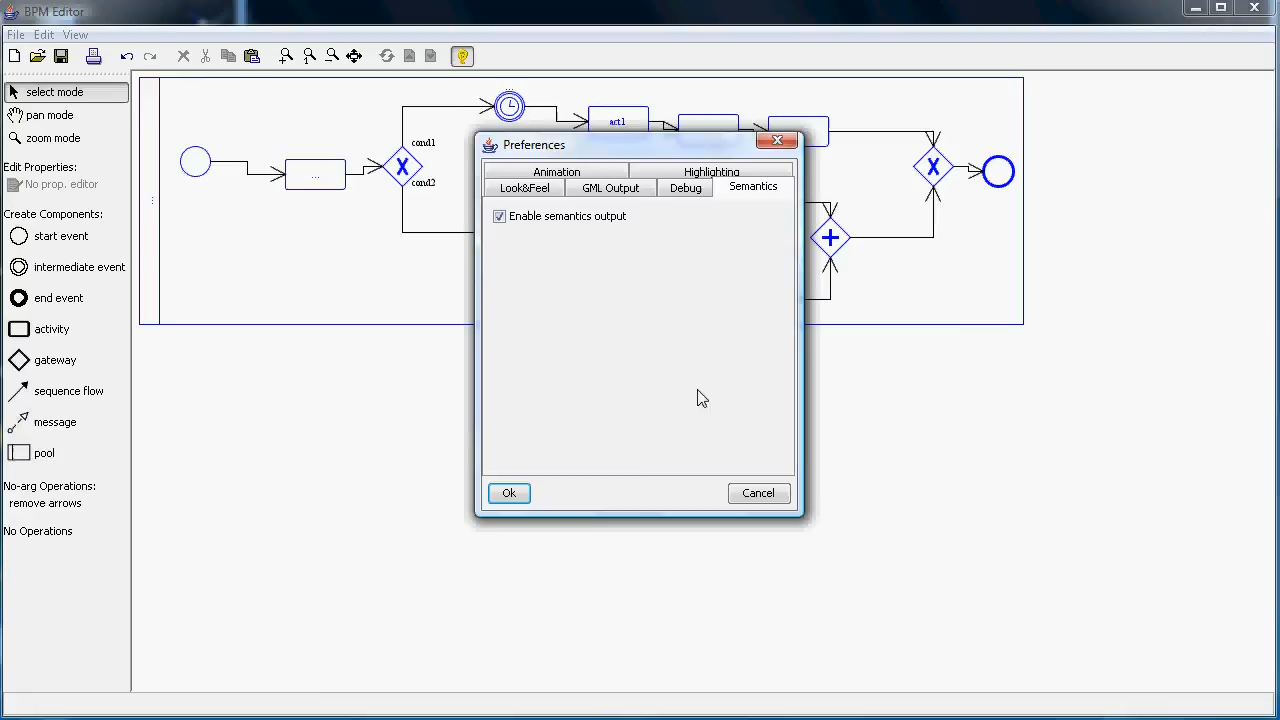 BPM Editor
File Edit View
select mode
pan mode
zoom mode
Edit Properties:
No prop. editor
Create Components:
start event
intermediate event
end event
activity
gateway
sequence flow
message
pool
No-arg Operations:
remove arrows
No Operations
...
cond1
cond2
act1
Preferences
Animation Highlighting
Look&Feel GML Output Debug Semantics
Enable semantics output
Ok Cancel